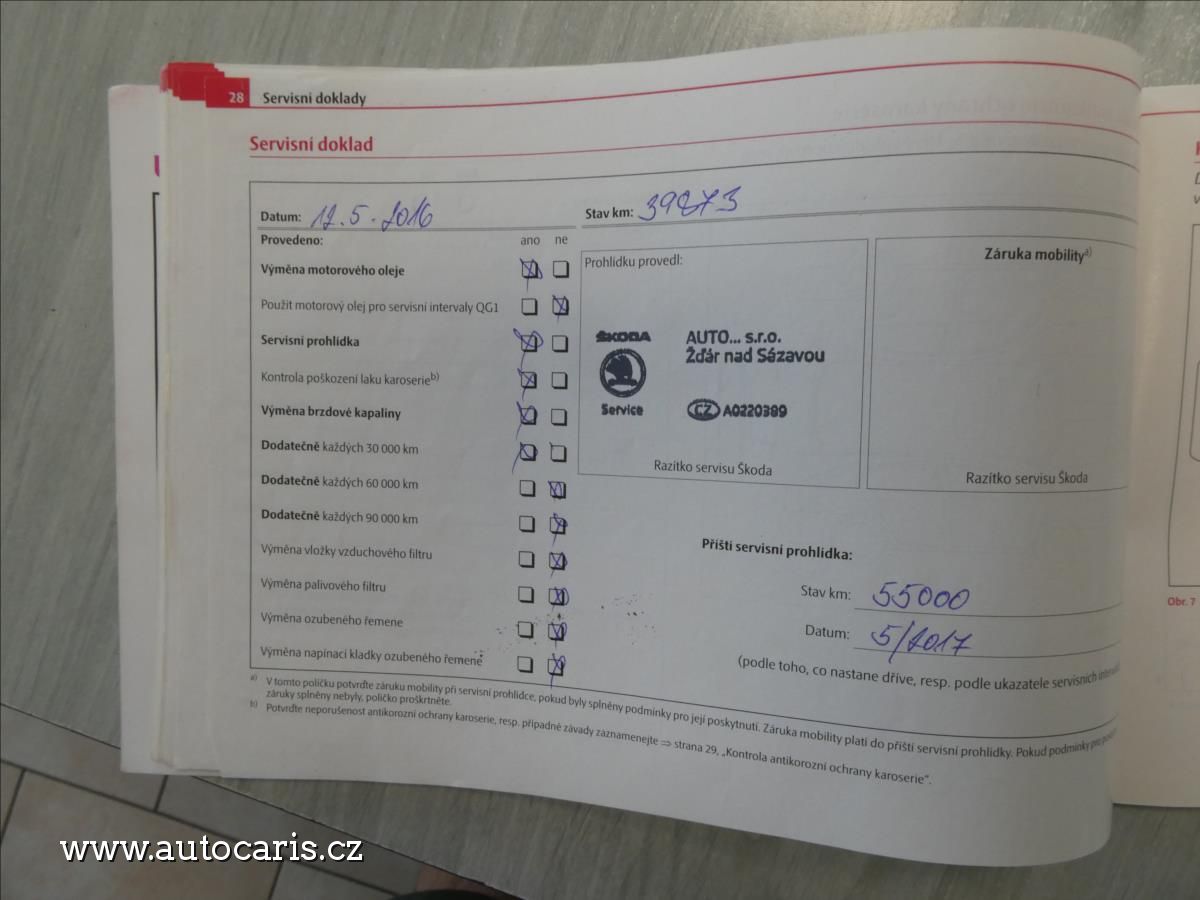 28 Servisní doklady
Servisní doklad
Datum: 12.5.2016 Stav km: 39873
Provedeno: ano ne
Výměna motorového oleje
Použit motorový olej pro servisní intervaly QG1
Servisní prohlídka
Kontrola poškození laku karoserie b)
Výměna brzdové kapaliny
Dodatečně každých 30 000 km
Dodatečně každých 60 000 km
Dodatečně každých 90 000 km
Výměna vložky vzduchového filtru
Výměna palivového filtru
Výměna ozubeného řemene
Výměna napínací kladky ozubeného řemene
Prohlídku provedl:
ŠKODA
Service
AUTO... s.r.o.
Žďár nad Sázavou
CZ A0220389
Razítko servisu Škoda
Záruka mobility a)
Razítko servisu Škoda
Příští servisní prohlídka:
Stav km: 55000
Datum: 5/2017
(podle toho, co nastane dříve, resp. podle ukazatele servisních
a) V tomto políčku potvrďte záruku mobility při servisní prohlídce, pokud byly splněny podmínky pro její poskytnutí. Záruka mobility platí do příští servisní prohlídky. Pokud podmínky pro
záruky splněny nebyly, políčko proškrtněte.
b) Potvrďte neporušenost antikorozní ochrany karoserie, resp. případné závady zaznamenejte ⇒ strana 29, „Kontrola antikorozní ochrany karoserie“.
Obr. 7
www.autocaris.cz